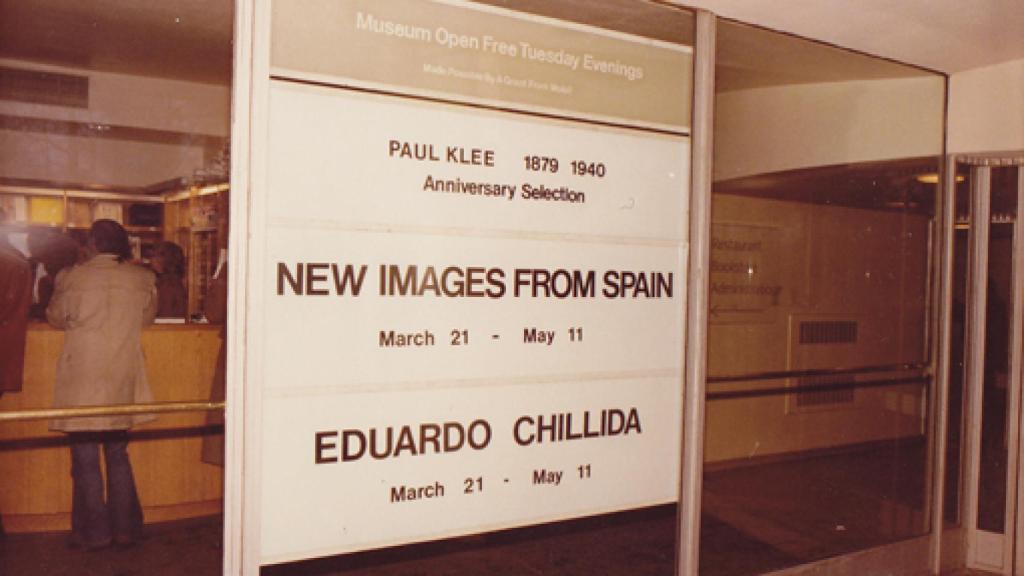 Museum Open Free Tuesday Evenings
Made Possible By A Grant From Mobil
PAUL KLEE 1879 1940
Anniversary Selection
NEW IMAGES FROM SPAIN
March 21 - May 11
EDUARDO CHILLIDA
March 21 - May 11
Restaurant
Bookstore
Administration